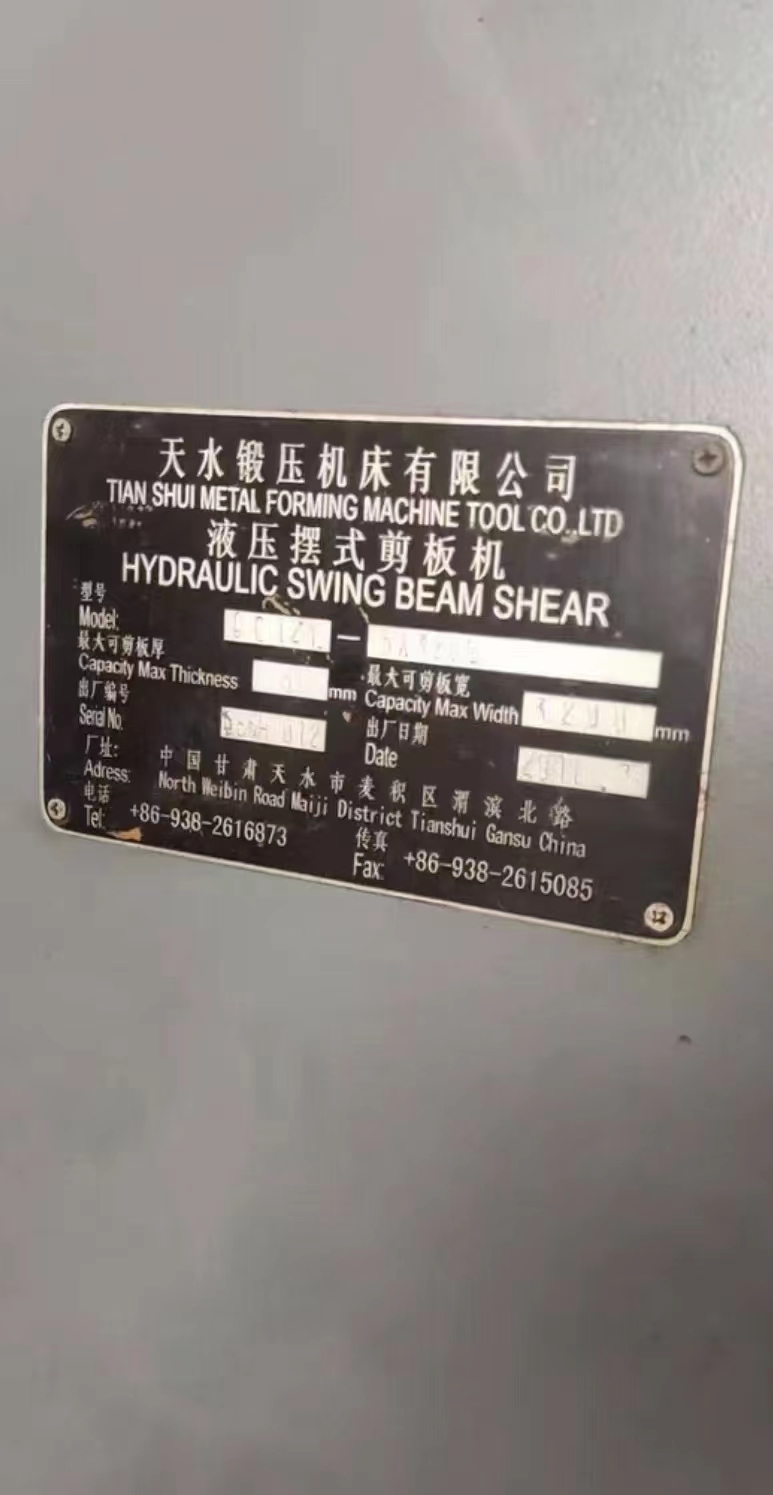 天水锻压机床有限公司
TIAN SHUI METAL FORMING MACHINE TOOL CO.,LTD
液压摆式剪板机
HYDRAULIC SWING BEAM SHEAR
型号
Model: —
最大可剪板厚 最大可剪板宽
Capacity Max Thickness mm Capacity Max Width 3200 mm
出厂编号 出厂日期
Serial No. Date
厂址: 中国甘肃天水市麦积区渭滨北路
Adress: North Weibin Road Maiji District Tianshui Gansu China
电话 传真
Tel: +86-938-2616873 Fax: +86-938-2615085